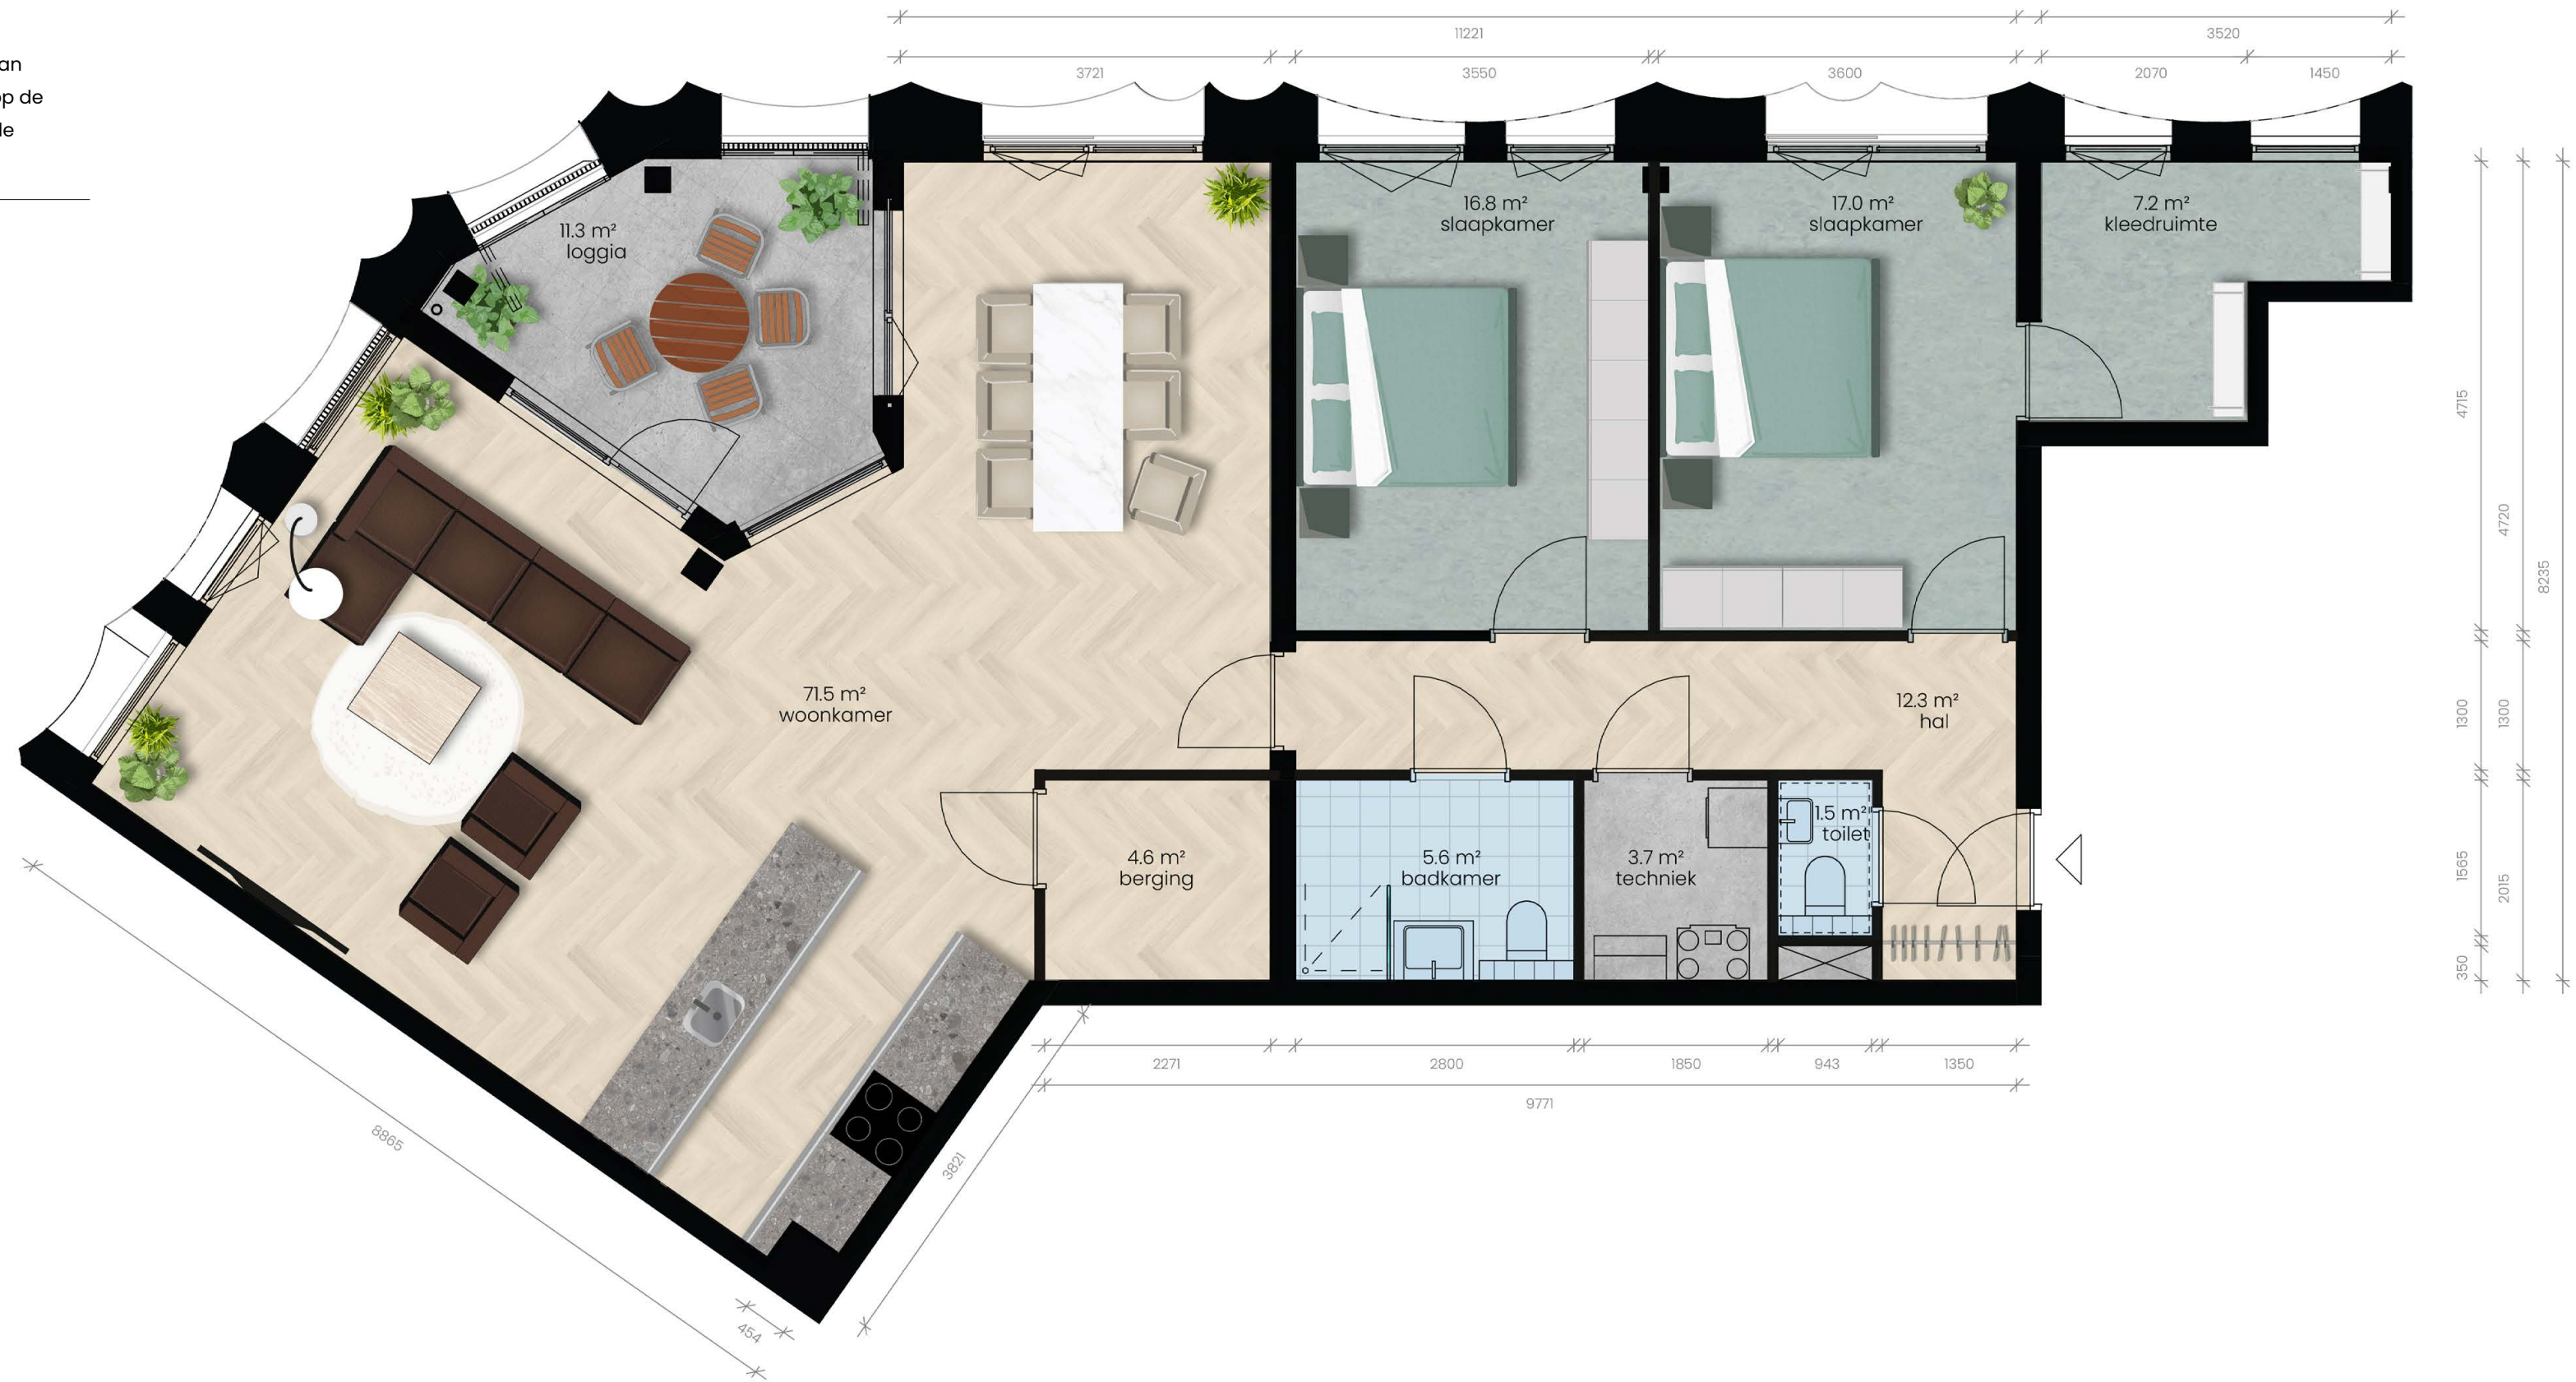 an
op de
de
11221
3520
3721
3550
3600
2070
1450
11.3 m²
loggia
16.8 m²
slaapkamer
17.0 m²
slaapkamer
7.2 m²
kleedruimte
4715
4720
8235
71.5 m²
woonkamer
12.3 m²
hal
1300
1300
4.6 m²
berging
5.6 m²
badkamer
3.7 m²
techniek
1.5 m²
toilet
1565
2015
350
2271
2800
1850
943
1350
9771
8865
3821
454